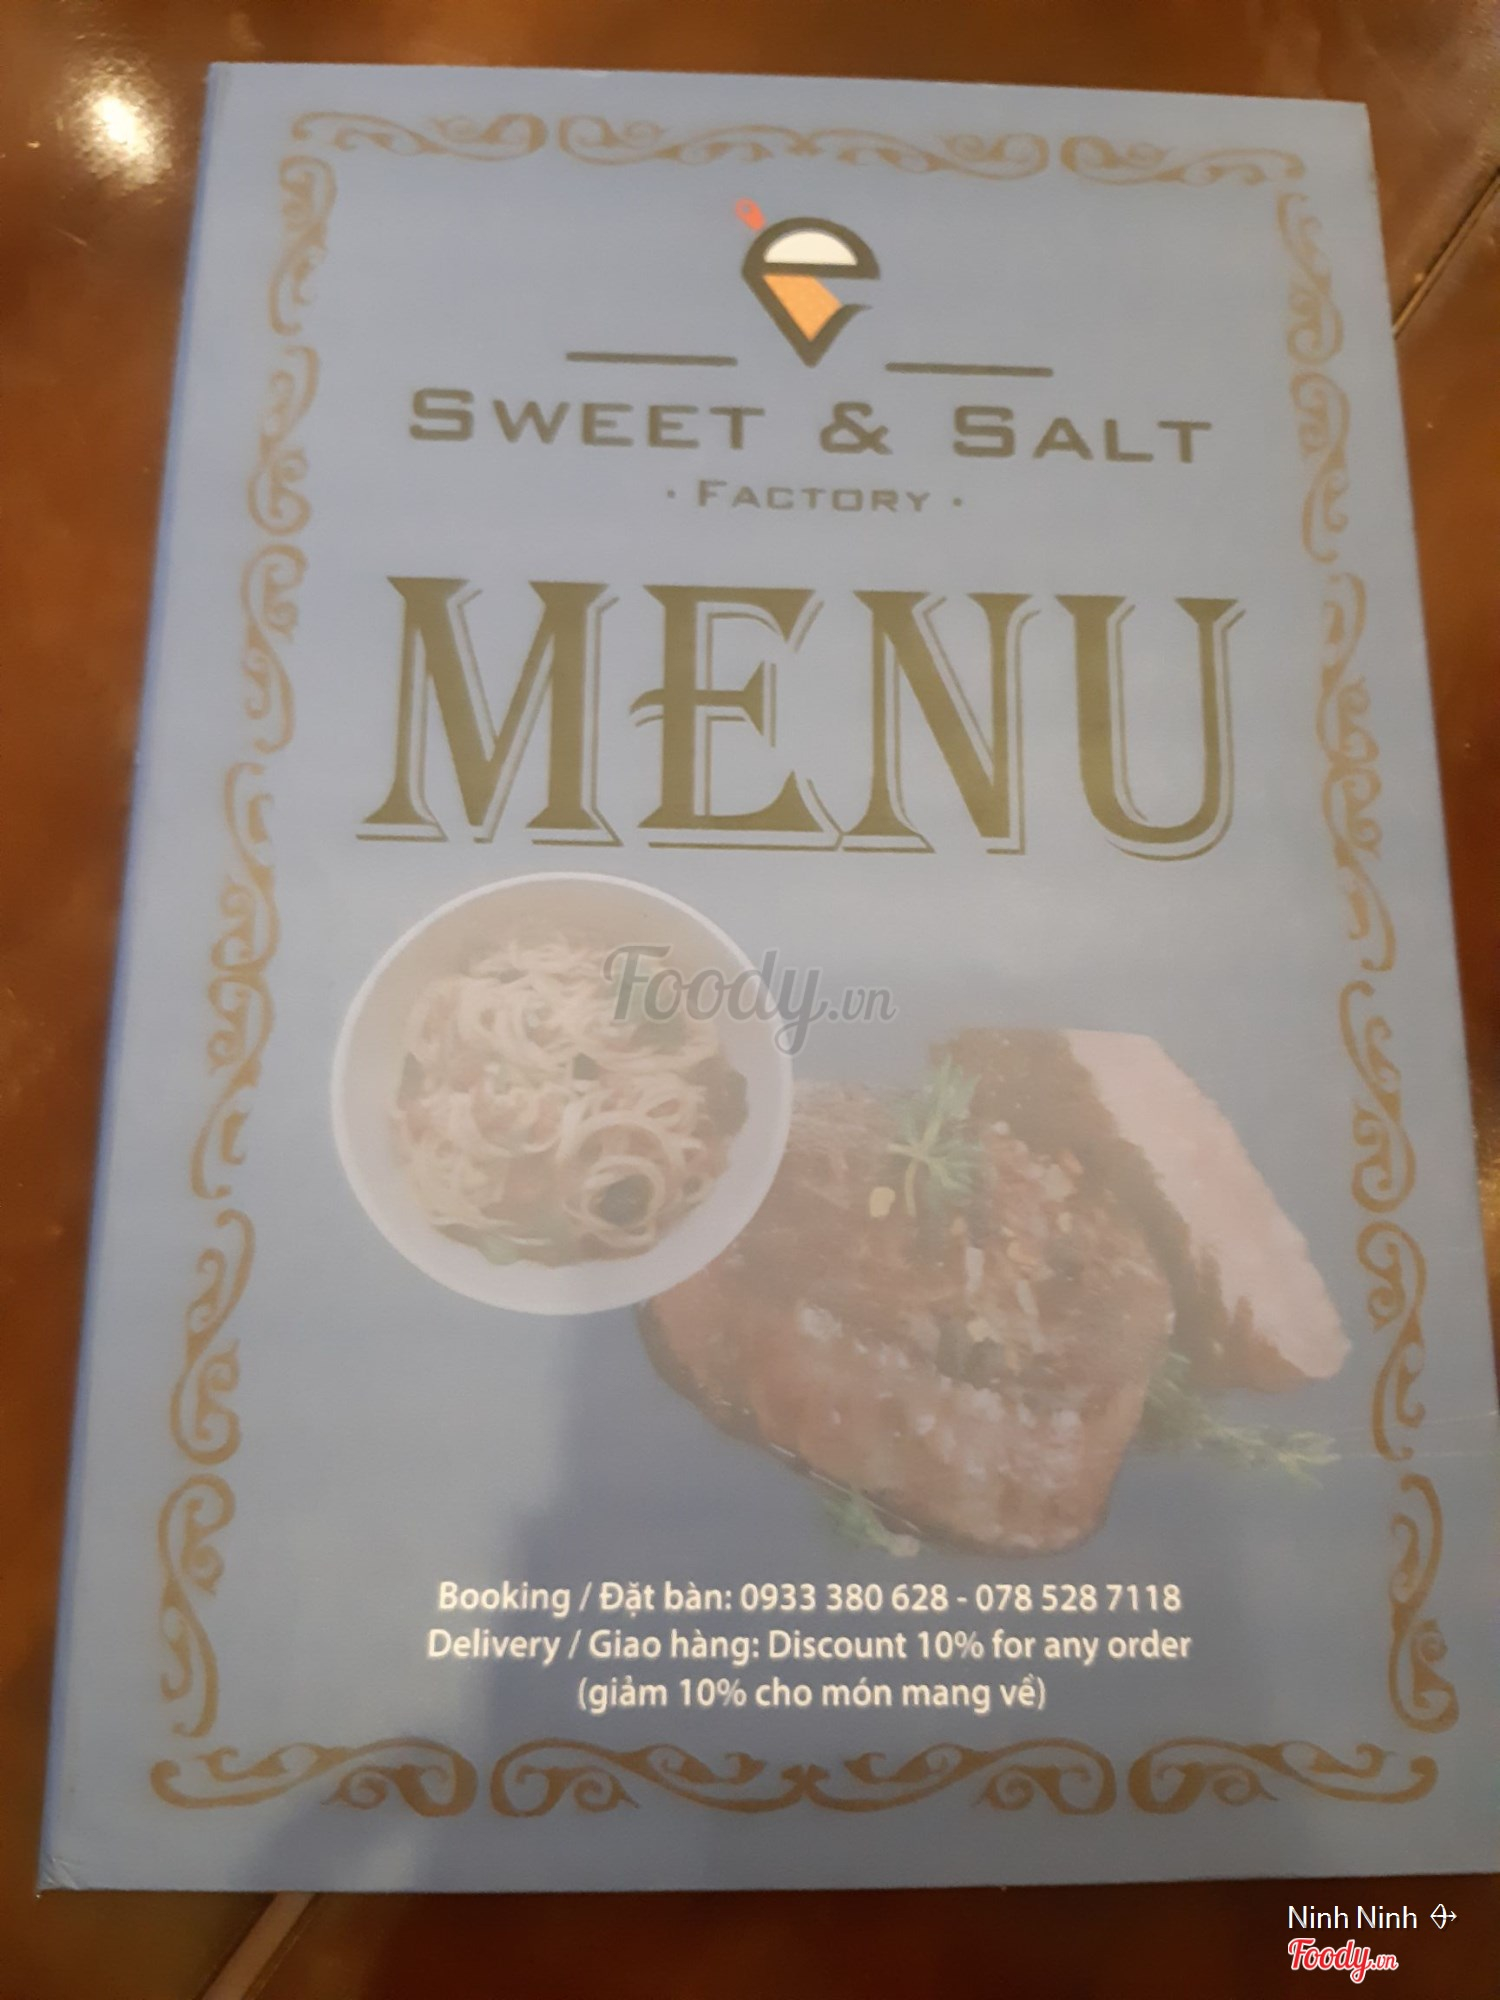 SWEET & SALT
· FACTORY ·
MENU
Foody.vn
Booking / Đặt bàn: 0933 380 628 - 078 528 7118
Delivery / Giao hàng: Discount 10% for any order
(giảm 10% cho món mang về)
Ninh Ninh
Foody.vn